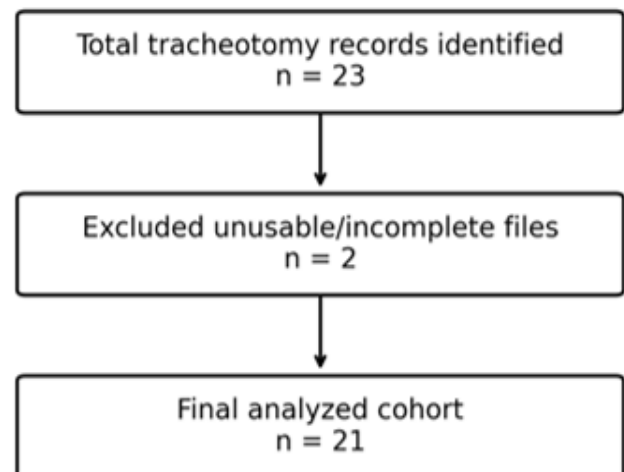 Total tracheotomy records identified
n = 23
Excluded unusable/incomplete files
n = 2
Final analyzed cohort
n = 21